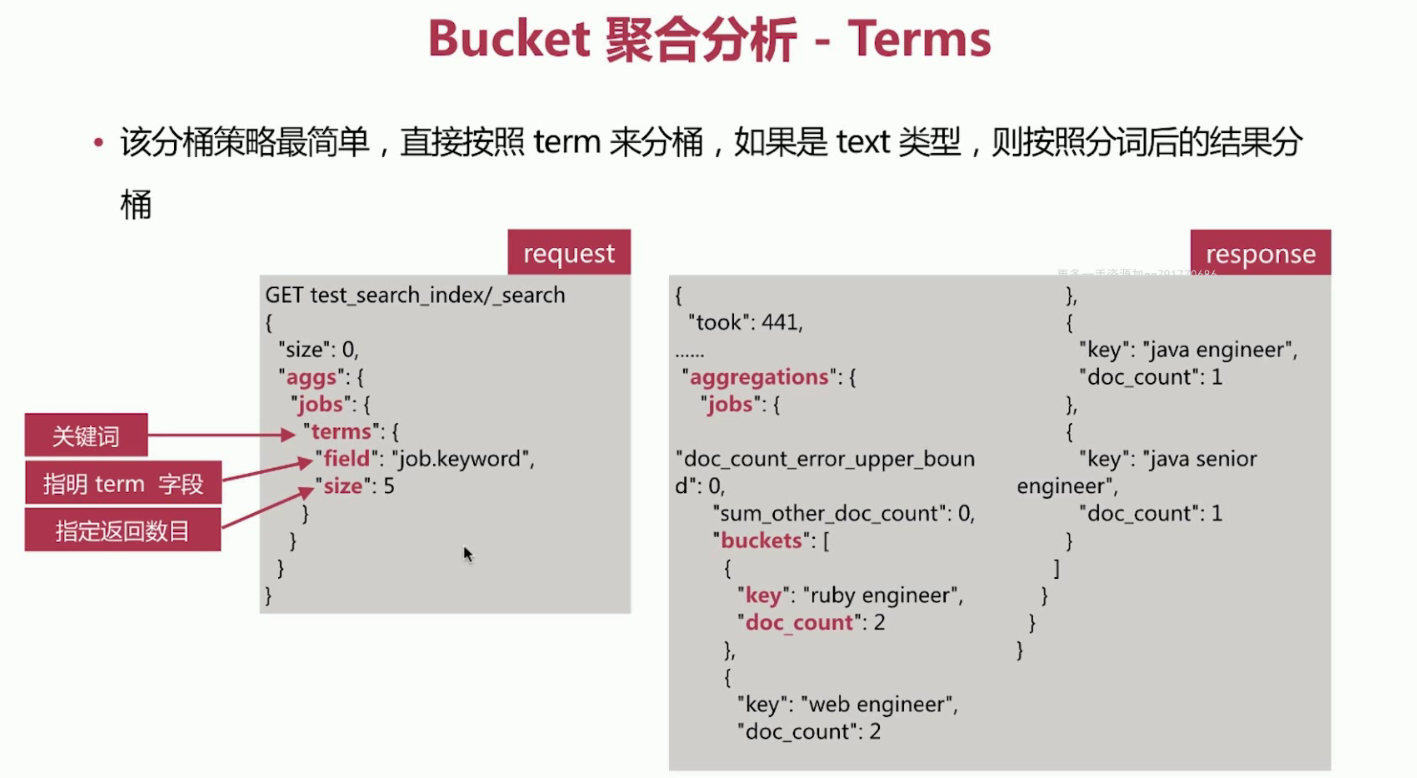 Bucket 聚合分析 - Terms
• 该分桶策略最简单，直接按照 term 来分桶，如果是 text 类型，则按照分词后的结果分
桶
request
GET test_search_index/_search
{
"size": 0,
"aggs": {
"jobs": {
"terms": {
"field": "job.keyword",
"size": 5
}
}
}
}
关键词
指明 term 字段
指定返回数目
response
{
"took": 441,
......
"aggregations": {
"jobs": {
"doc_count_error_upper_boun
d": 0,
"sum_other_doc_count": 0,
"buckets": [
{
"key": "ruby engineer",
"doc_count": 2
},
{
"key": "web engineer",
"doc_count": 2
},
{
"key": "java engineer",
"doc_count": 1
},
{
"key": "java senior
engineer",
"doc_count": 1
}
]
}
}
}